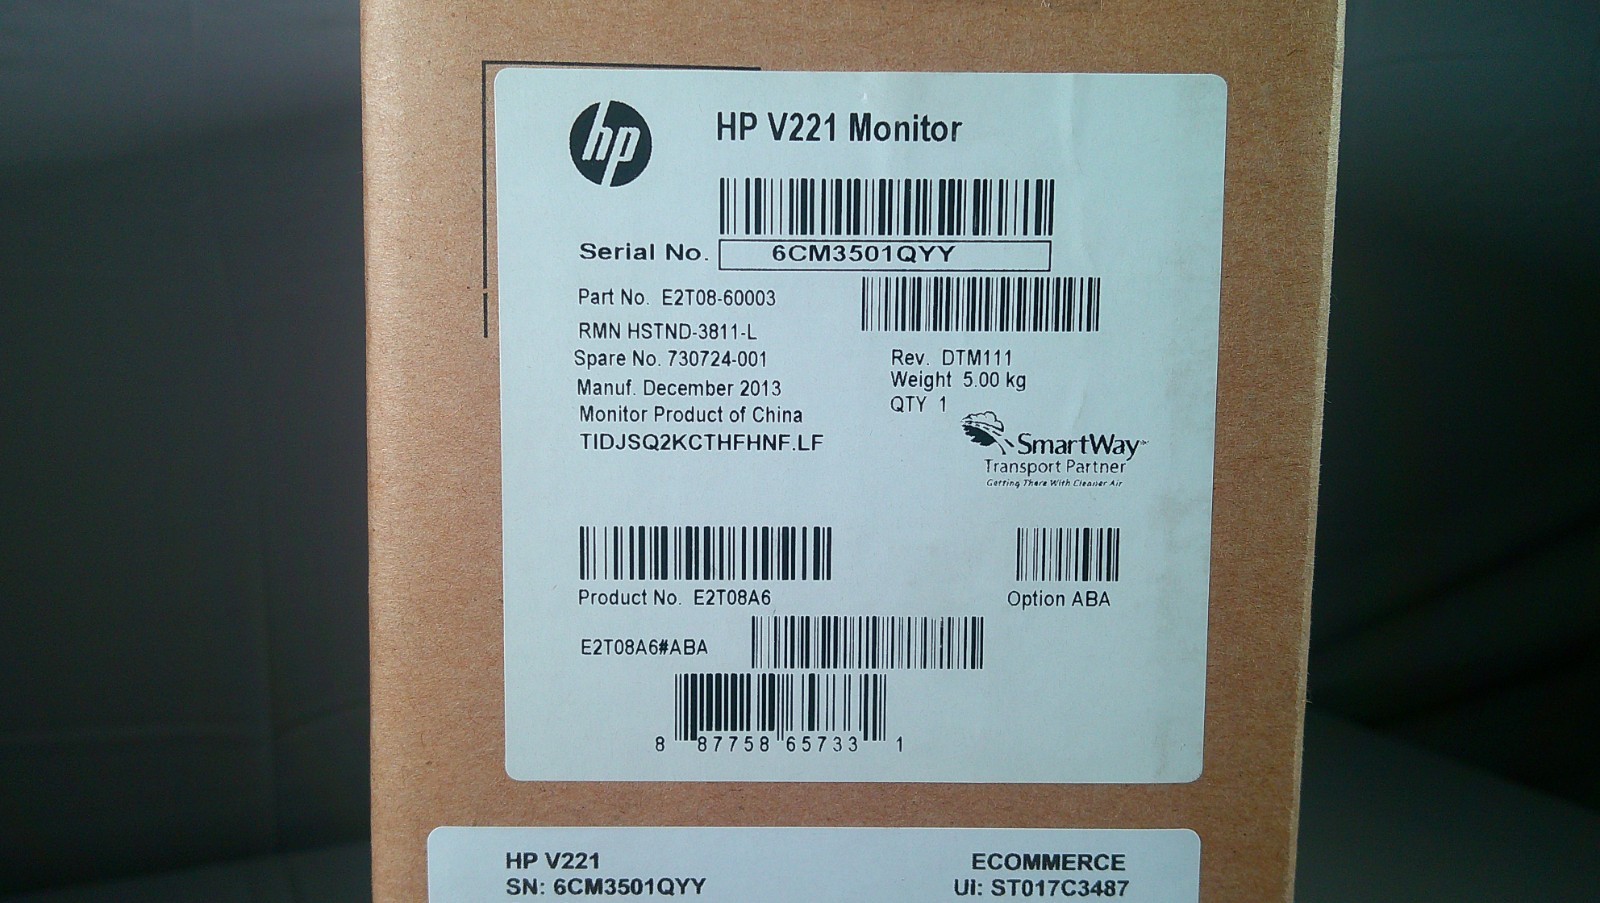 hp
HP V221 Monitor
Serial No. 6CM3501QYY
Part No. E2T08-60003
RMN HSTND-3811-L
Spare No. 730724-001
Manuf. December 2013
Monitor Product of China
TIDJSQ2KCTHFHNF.LF
Rev. DTM111
Weight 5.00 kg
QTY 1
SmartWay
Transport Partner
Getting There With Cleaner Air
Product No. E2T08A6
Option ABA
E2T08A6#ABA
8 87758 65733 1
HP V221
SN: 6CM3501QYY
ECOMMERCE
UI: ST017C3487